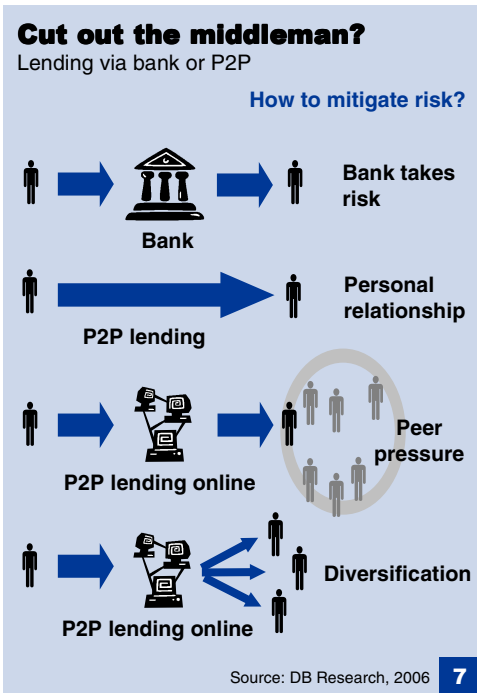 Cut out the middleman?
Lending via bank or P2P
How to mitigate risk?
Bank takes
risk
Bank
Personal
relationship
P2P lending
Peer
pressure
P2P lending online
Diversification
P2P lending online
Source: DB Research, 2006
7